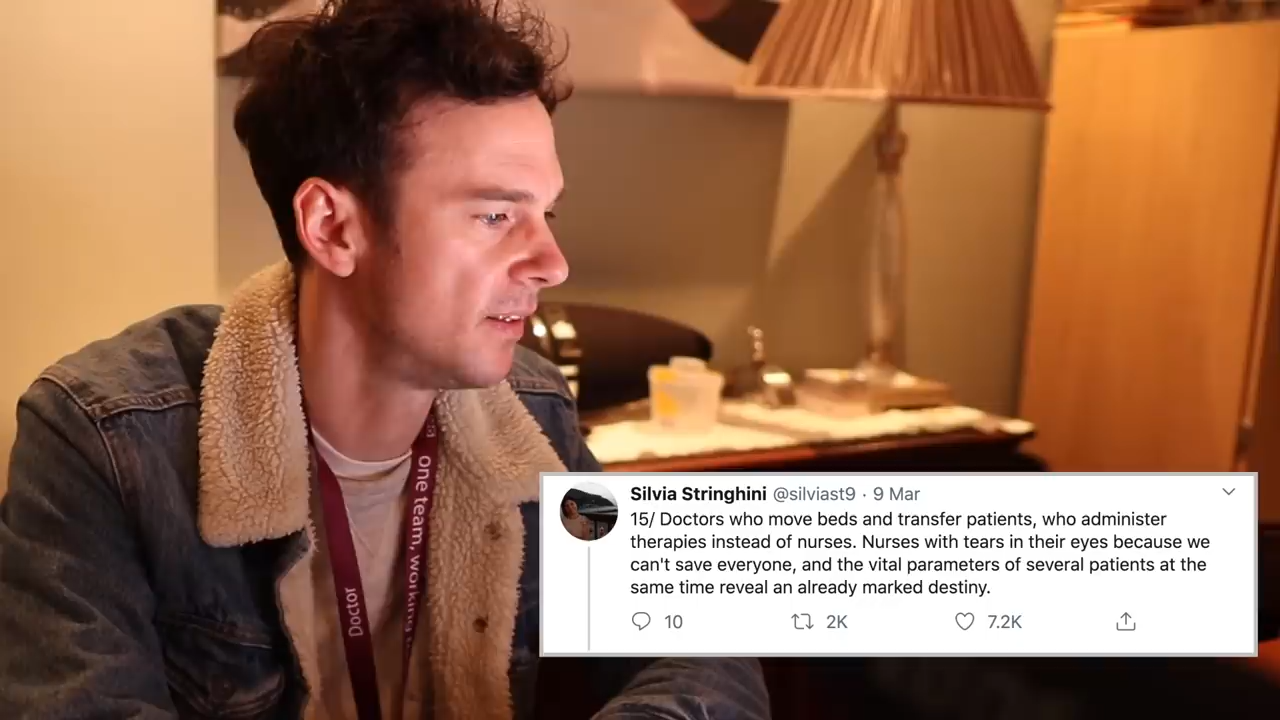 One team, working
Doctor
Silvia Stringhini @silviast9 · 9 Mar
15/ Doctors who move beds and transfer patients, who administer
therapies instead of nurses. Nurses with tears in their eyes because we
can't save everyone, and the vital parameters of several patients at the
same time reveal an already marked destiny.
10 2K 7.2K